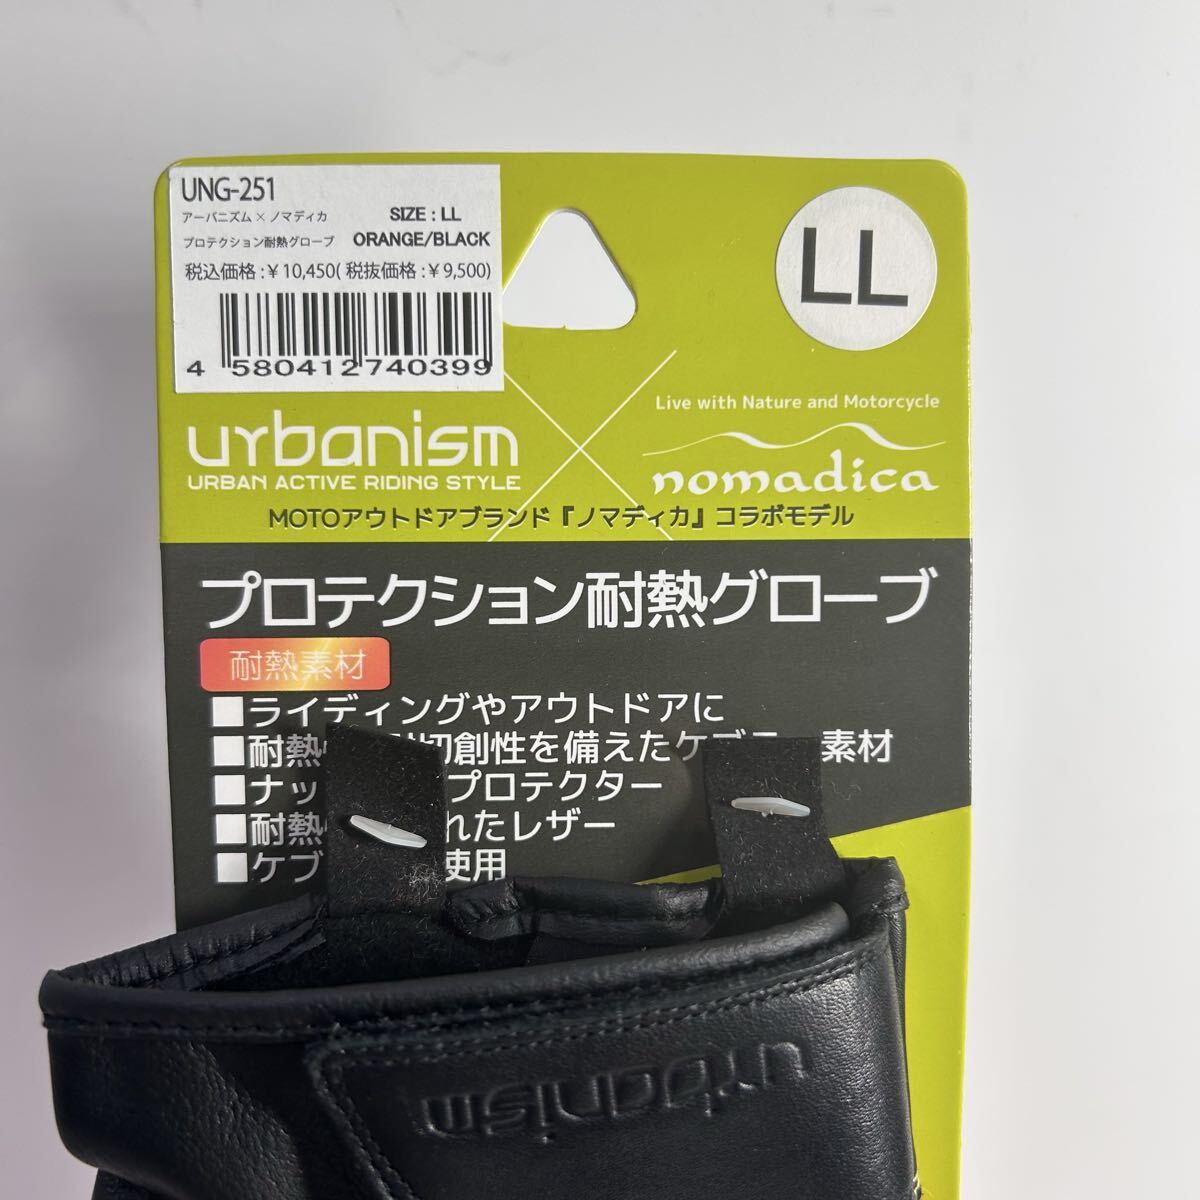 UNG-251
アーバニズム×ノマディカ SIZE : LL
プロテクション耐熱グローブ ORANGE/BLACK
税込価格:¥10,450(税抜価格:¥9,500)
4 580412740399
LL
urbanism
URBAN ACTIVE RIDING STYLE
Live with Nature and Motorcycle
nomadica
MOTOアウトドアブランド『ノマディカ』コラボモデル
プロテクション耐熱グローブ
耐熱素材
■ライディングやアウトドアに
■耐熱 切創性を備えたケブ 素材
■ナッ プロテクター
■耐熱 れたレザー
■ケブ 使用
urbanism